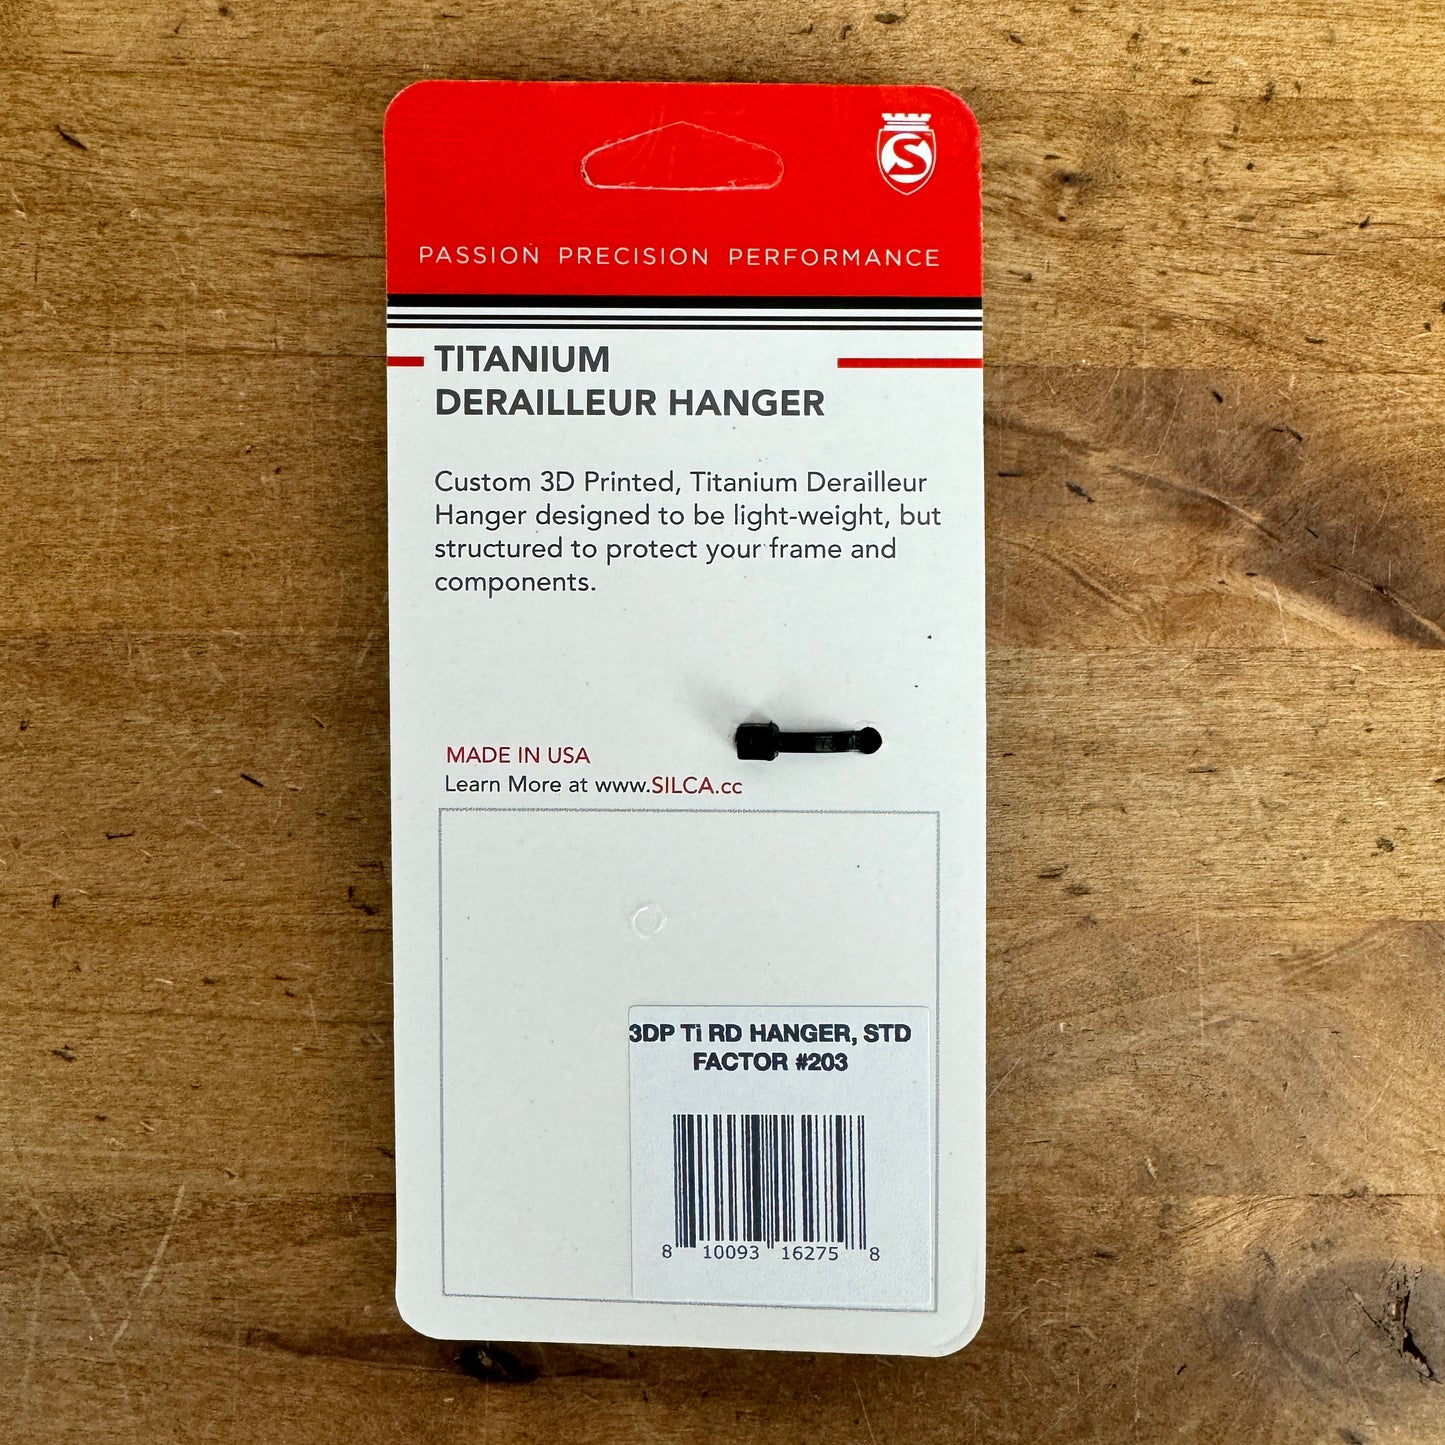 S
PASSION PRECISION PERFORMANCE
TITANIUM
DERAILLEUR HANGER
Custom 3D Printed, Titanium Derailleur
Hanger designed to be light-weight, but
structured to protect your frame and
components.
MADE IN USA
Learn More at www.SILCA.cc
3DP Ti RD HANGER, STD
FACTOR #203
8 10093 16275 8